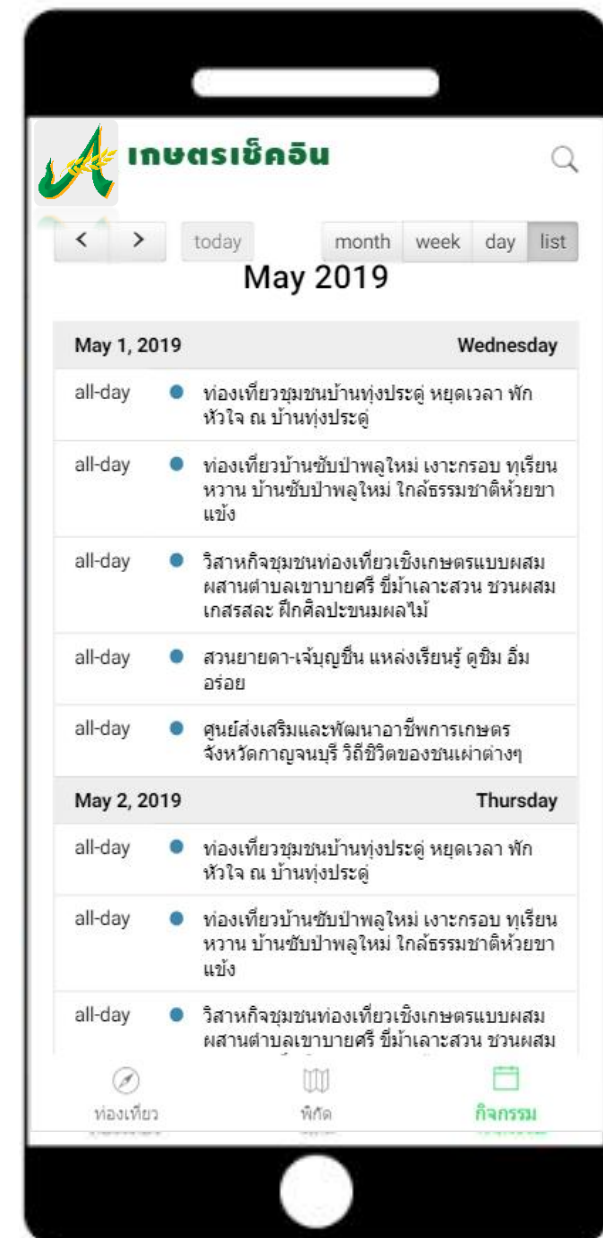 เกษตรเช็คอิน
today month week day list
May 2019
May 1, 2019 Wednesday
all-day ท่องเที่ยวชุมชนบ้านทุ่งประดู่ หยุดเวลา พัก
หัวใจ ณ บ้านทุ่งประดู่
all-day ท่องเที่ยวบ้านซับป่าพลูใหม่ เงาะกรอบ ทุเรียน
หวาน บ้านซับป่าพลูใหม่ ใกล้ธรรมชาติห้วยขา
แข้ง
all-day วิสาหกิจชุมชนท่องเที่ยวเชิงเกษตรแบบผสม
ผสานตำบลเขาบายศรี ขี่ม้าเลาะสวน ชวนผสม
เกสรสละ ฝึกศิลปะขนมผลไม้
all-day สวนยายดา-เจ้บุญชื่น แหล่งเรียนรู้ ดูชิม อิ่ม
อร่อย
all-day ศูนย์ส่งเสริมและพัฒนาอาชีพการเกษตร
จังหวัดกาญจนบุรี วิถีชีวิตของชนเผ่าต่างๆ
May 2, 2019 Thursday
all-day ท่องเที่ยวชุมชนบ้านทุ่งประดู่ หยุดเวลา พัก
หัวใจ ณ บ้านทุ่งประดู่
all-day ท่องเที่ยวบ้านซับป่าพลูใหม่ เงาะกรอบ ทุเรียน
หวาน บ้านซับป่าพลูใหม่ ใกล้ธรรมชาติห้วยขา
แข้ง
all-day วิสาหกิจชุมชนท่องเที่ยวเชิงเกษตรแบบผสม
ผสานตำบลเขาบายศรี ขี่ม้าเลาะสวน ชวนผสม
ท่องเที่ยว พิกัด กิจกรรม